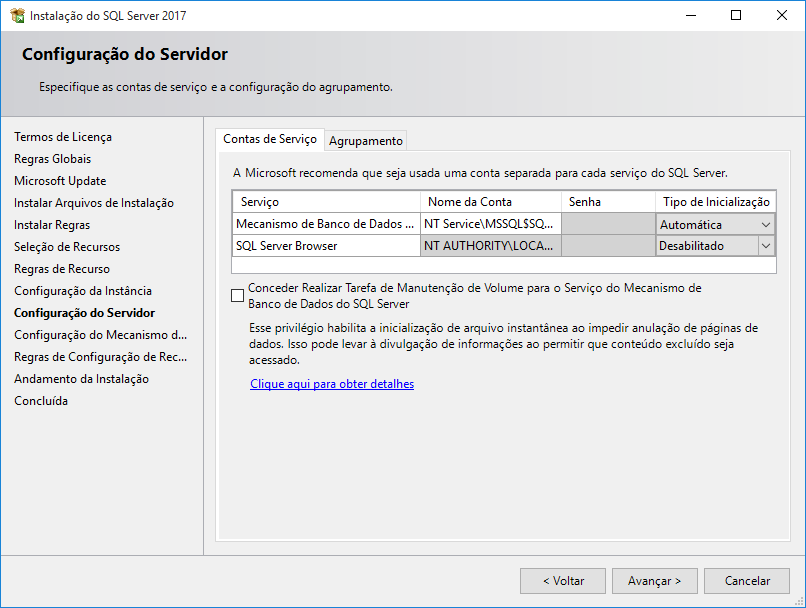 Instalação do SQL Server 2017
Configuração do Servidor
Especifique as contas de serviço e a configuração do agrupamento.
Termos de Licença
Regras Globais
Microsoft Update
Instalar Arquivos de Instalação
Instalar Regras
Seleção de Recursos
Regras de Recurso
Configuração da Instância
Configuração do Servidor
Configuração do Mecanismo d...
Regras de Configuração de Rec...
Andamento da Instalação
Concluída
Contas de Serviço Agrupamento
A Microsoft recomenda que seja usada uma conta separada para cada serviço do SQL Server.
Serviço Nome da Conta Senha Tipo de Inicialização
Mecanismo de Banco de Dados ... NT Service\MSSQL$SQ... Automática
SQL Server Browser NT AUTHORITY\LOCA... Desabilitado
Conceder Realizar Tarefa de Manutenção de Volume para o Serviço do Mecanismo de
Banco de Dados do SQL Server
Esse privilégio habilita a inicialização de arquivo instantânea ao impedir anulação de páginas de
dados. Isso pode levar à divulgação de informações ao permitir que conteúdo excluído seja
acessado.
Clique aqui para obter detalhes
< Voltar Avançar > Cancelar